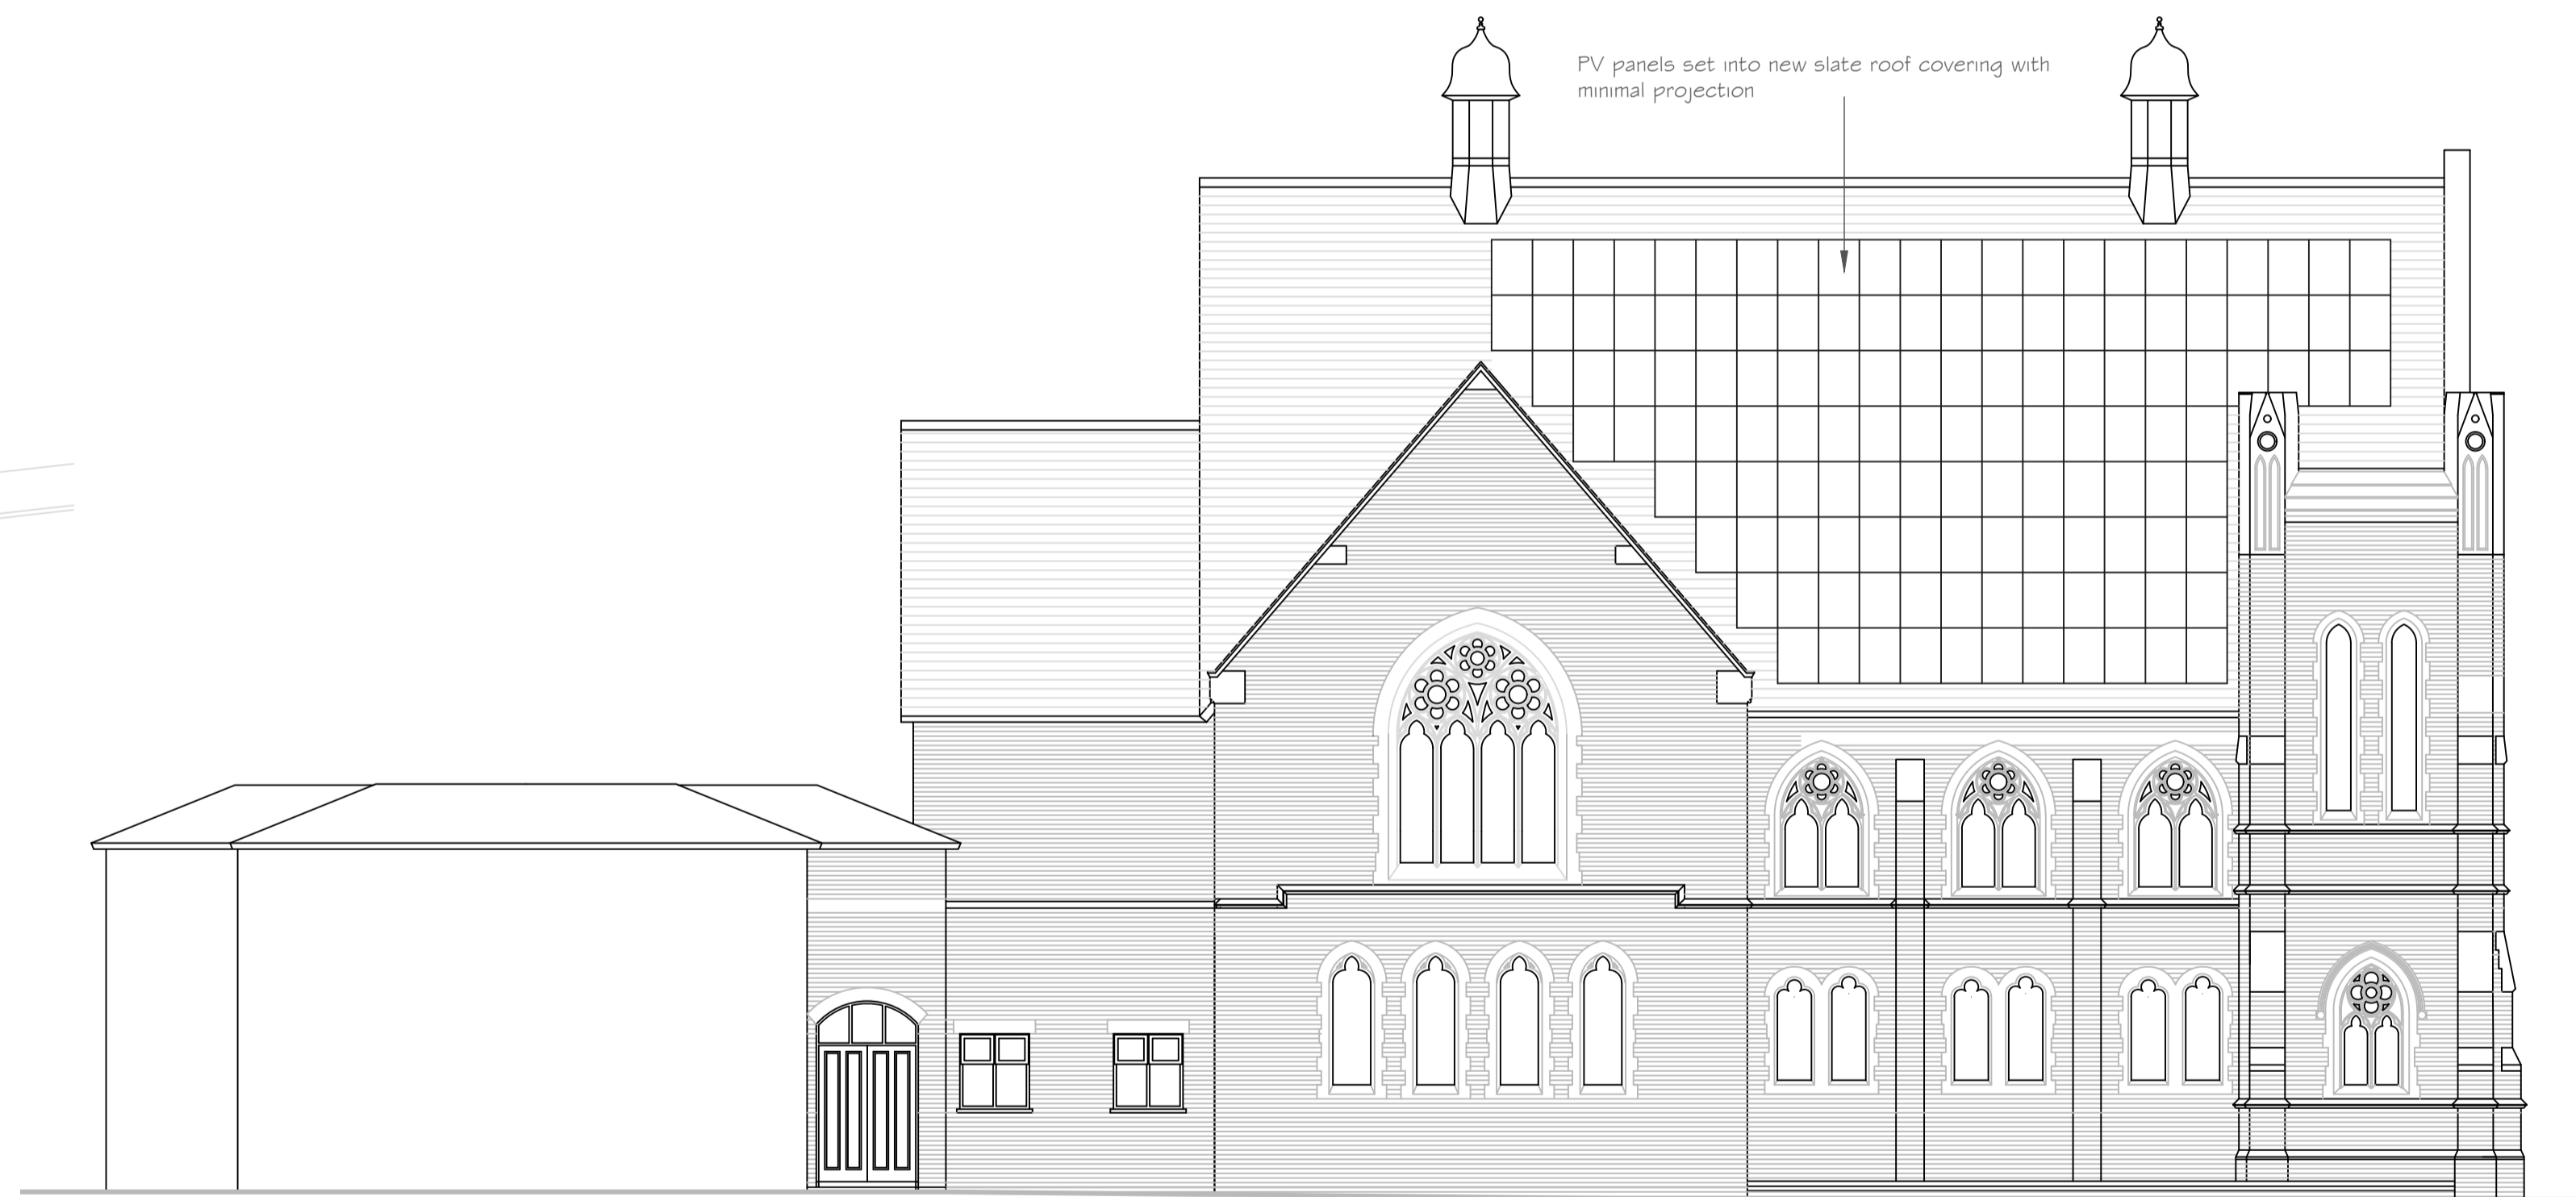 PV panels set into new slate roof covering with
minimal projection